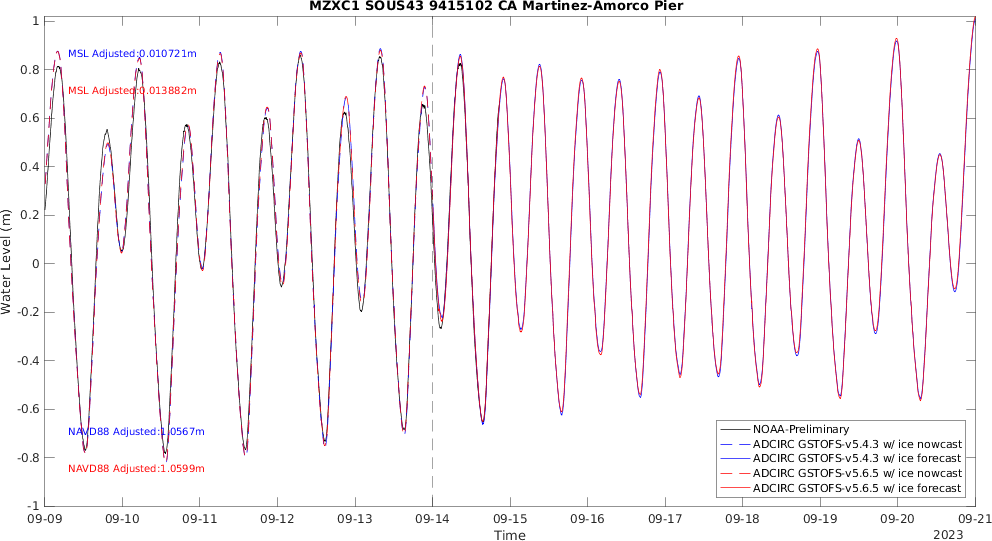 MZXC1 SOUS43 9415102 CA Martinez-Amorco Pier
1
0.8
0.6
0.4
0.2
0
-0.2
-0.4
-0.6
-0.8
-1
Water Level (m)
MSL Adjusted:0.010721m
MSL Adjusted:0.013882m
NAVD88 Adjusted:1.0567m
NAVD88 Adjusted:1.0599m
NOAA-Preliminary
ADCIRC GSTOFS-v5.4.3 w/ ice nowcast
ADCIRC GSTOFS-v5.4.3 w/ ice forecast
ADCIRC GSTOFS-v5.6.5 w/ ice nowcast
ADCIRC GSTOFS-v5.6.5 w/ ice forecast
09-09 09-10 09-11 09-12 09-13 09-14 09-15 09-16 09-17 09-18 09-19 09-20 09-21
Time
2023